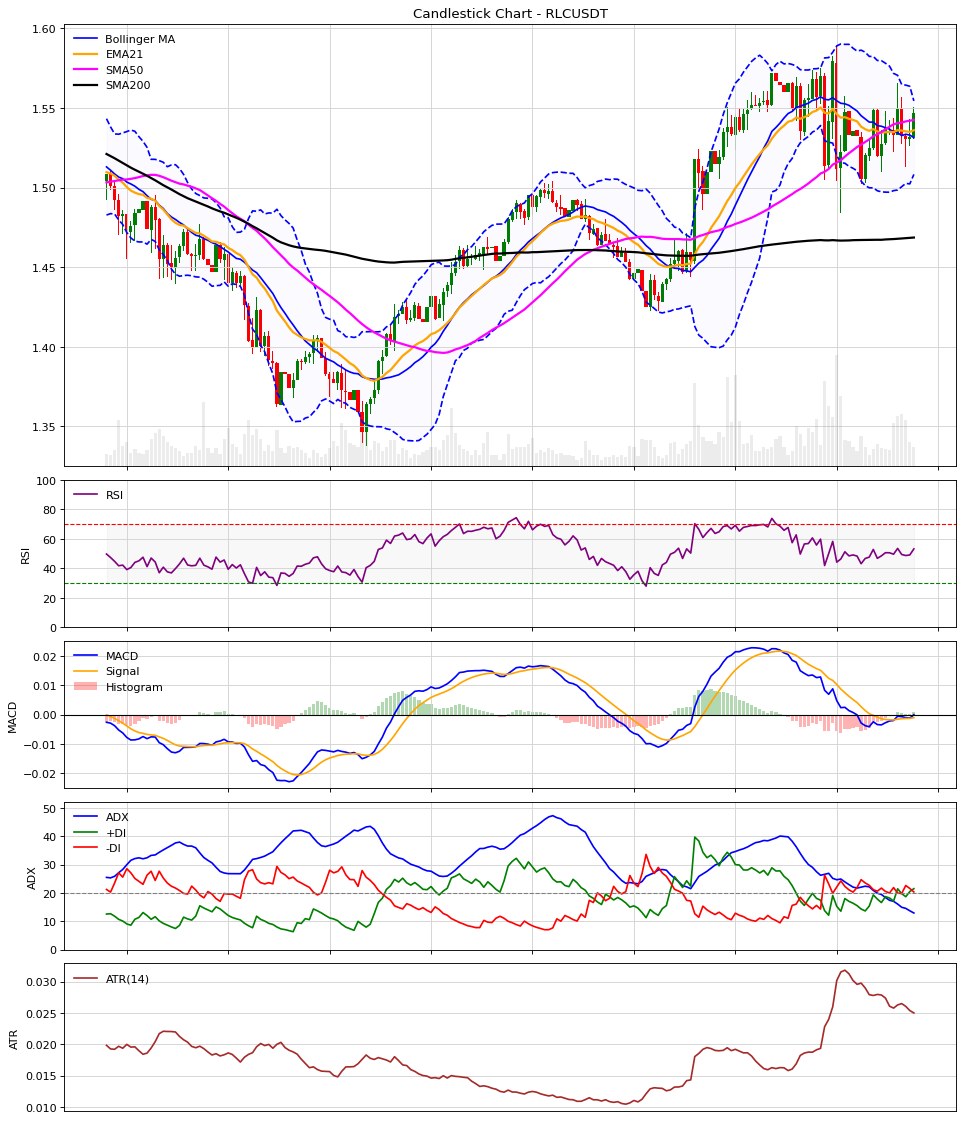 Candlestick Chart - RLCUSDT
1.60
1.55
1.50
1.45
1.40
1.35
Bollinger MA
EMA21
SMA50
SMA200
RSI
100
80
60
40
20
0
RSI
MACD
0.02
0.01
0.00
−0.01
−0.02
MACD
Signal
Histogram
ADX
50
40
30
20
10
0
ADX
+DI
-DI
ATR
0.030
0.025
0.020
0.015
0.010
ATR(14)